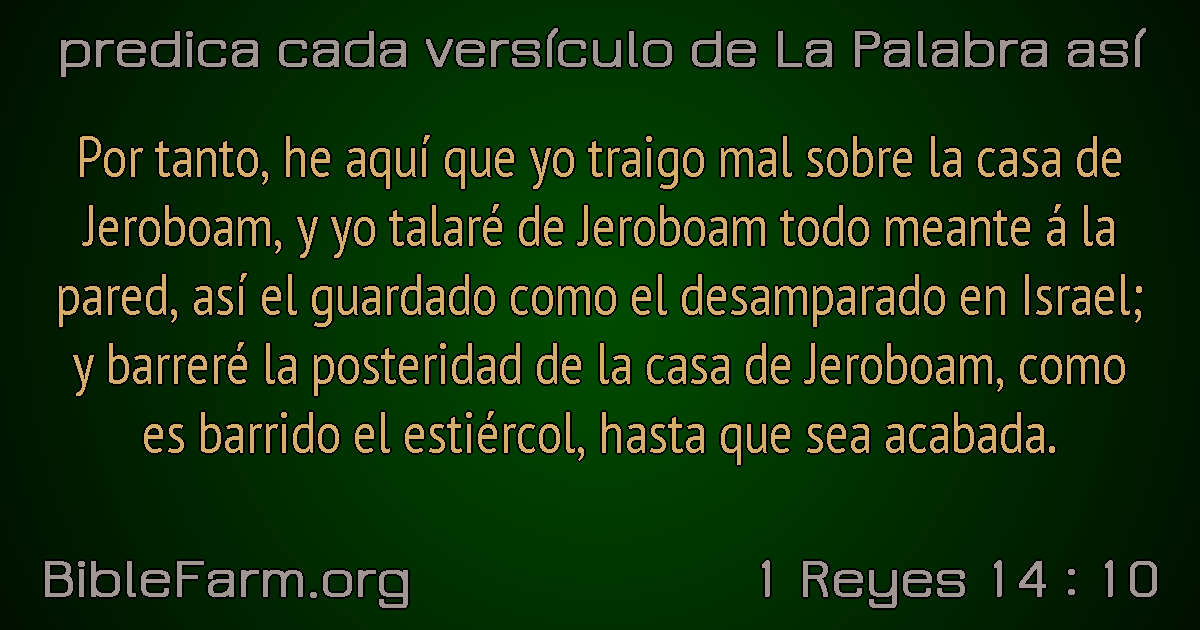 predica cada versículo de La Palabra así
Por tanto, he aquí que yo traigo mal sobre la casa de
Jeroboam, y yo talaré de Jeroboam todo meante á la
pared, así el guardado como el desamparado en Israel;
y barreré la posteridad de la casa de Jeroboam, como
es barrido el estiércol, hasta que sea acabada.
BibleFarm.org
1 Reyes 14 : 10